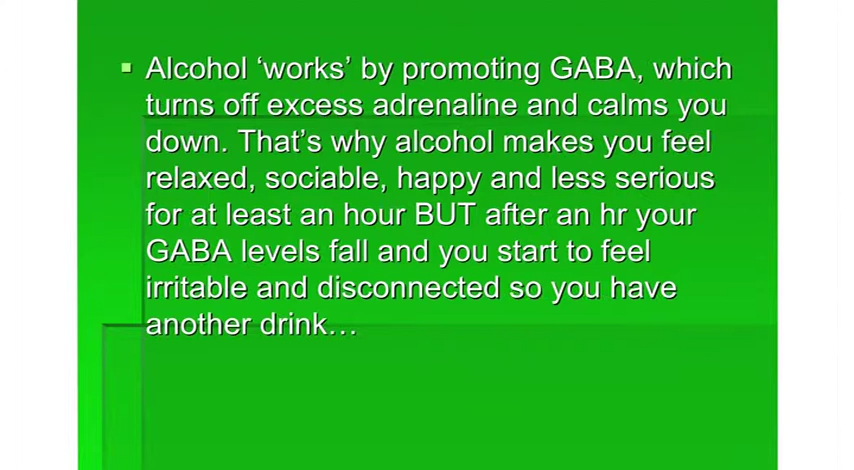 ▪ Alcohol ‘works’ by promoting GABA, which
turns off excess adrenaline and calms you
down. That’s why alcohol makes you feel
relaxed, sociable, happy and less serious
for at least an hour BUT after an hr your
GABA levels fall and you start to feel
irritable and disconnected so you have
another drink…